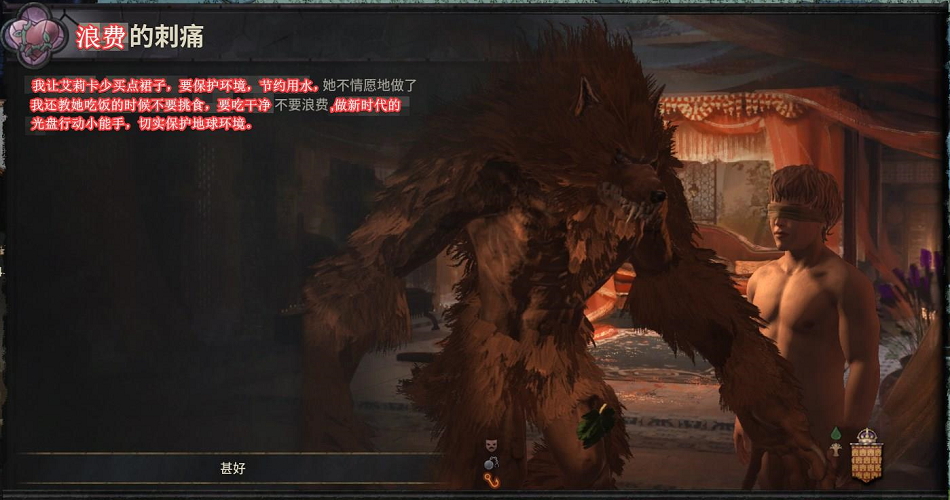 浪费的刺痛
我让艾莉卡少买点裙子，要保护环境，节约用水，她不情愿地做了
我还教她吃饭的时候不要挑食，要吃干净 不要浪费，做新时代的
光盘行动小能手，切实保护地球环境。
甚好